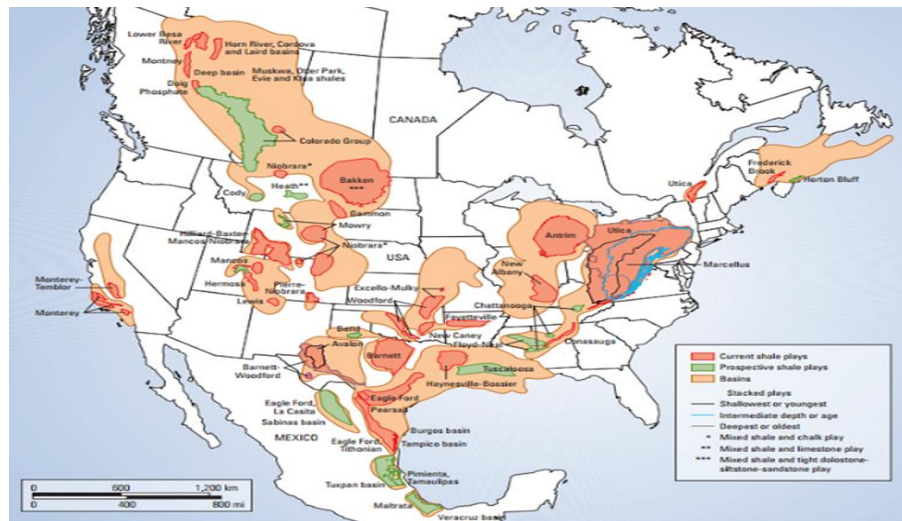 Lower Besa
River
Horn River, Cordova
and Laird basins
Montney
Deep basin
Muskwa, Otter Park,
Evie and Klua shales
Doig
Phosphate
CANADA
Colorado Group
Niobrara*
Bakken
***
Cody
Heath**
Gammon
Mowry
Hilliard-Baxter-
Mancos-Niobrara
Niobrara*
USA
Mancos
Hermosa
Pierre-
Niobrara
Lewis
Monterey-
Temblor
Monterey
Utica
Frederick
Brook
Horton Bluff
Antrim
Utica
New
Albany
Marcellus
Excello-Mulky
Woodford
Chattanooga
Fayetteville
New Caney
Floyd-Neal
Conasauga
Bend
Avalon
Barnett
Barnett-
Woodford
Tuscaloosa
Haynesville-Bossier
Eagle Ford
Pearsall
Eagle Ford,
La Casita
Sabinas basin
MEXICO
Burgos basin
Eagle Ford,
Tithonian
Tampico basin
Pimienta,
Tamaulipas
Tuxpan basin
Maltrata
Veracruz basin
Current shale plays
Prospective shale plays
Basins
Stacked plays
Shallowest or youngest
Intermediate depth or age
Deepest or oldest
* Mixed shale and chalk play
** Mixed shale and limestone play
*** Mixed shale and tight dolostone-
siltstone-sandstone play
0 600 1,200 km
0 400 800 mi